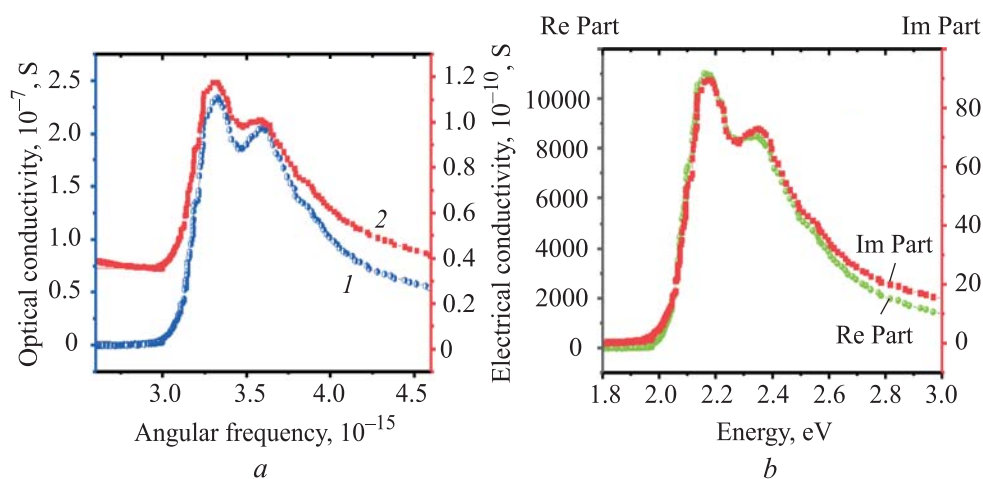 Re Part
Im Part
Optical conductivity, 10⁻⁷, S
2.5
2.0
1.5
1.0
0.5
0
1.2
1.0
0.8
0.6
0.4
0.2
0
2
1
3.0 3.5 4.0 4.5
Angular frequency, 10⁻¹⁵
a
Electrical conductivity, 10⁻¹⁰, S
10000
8000
6000
4000
2000
0
80
60
40
20
0
Im Part
Re Part
1.8 2.0 2.2 2.4 2.6 2.8 3.0
Energy, eV
b